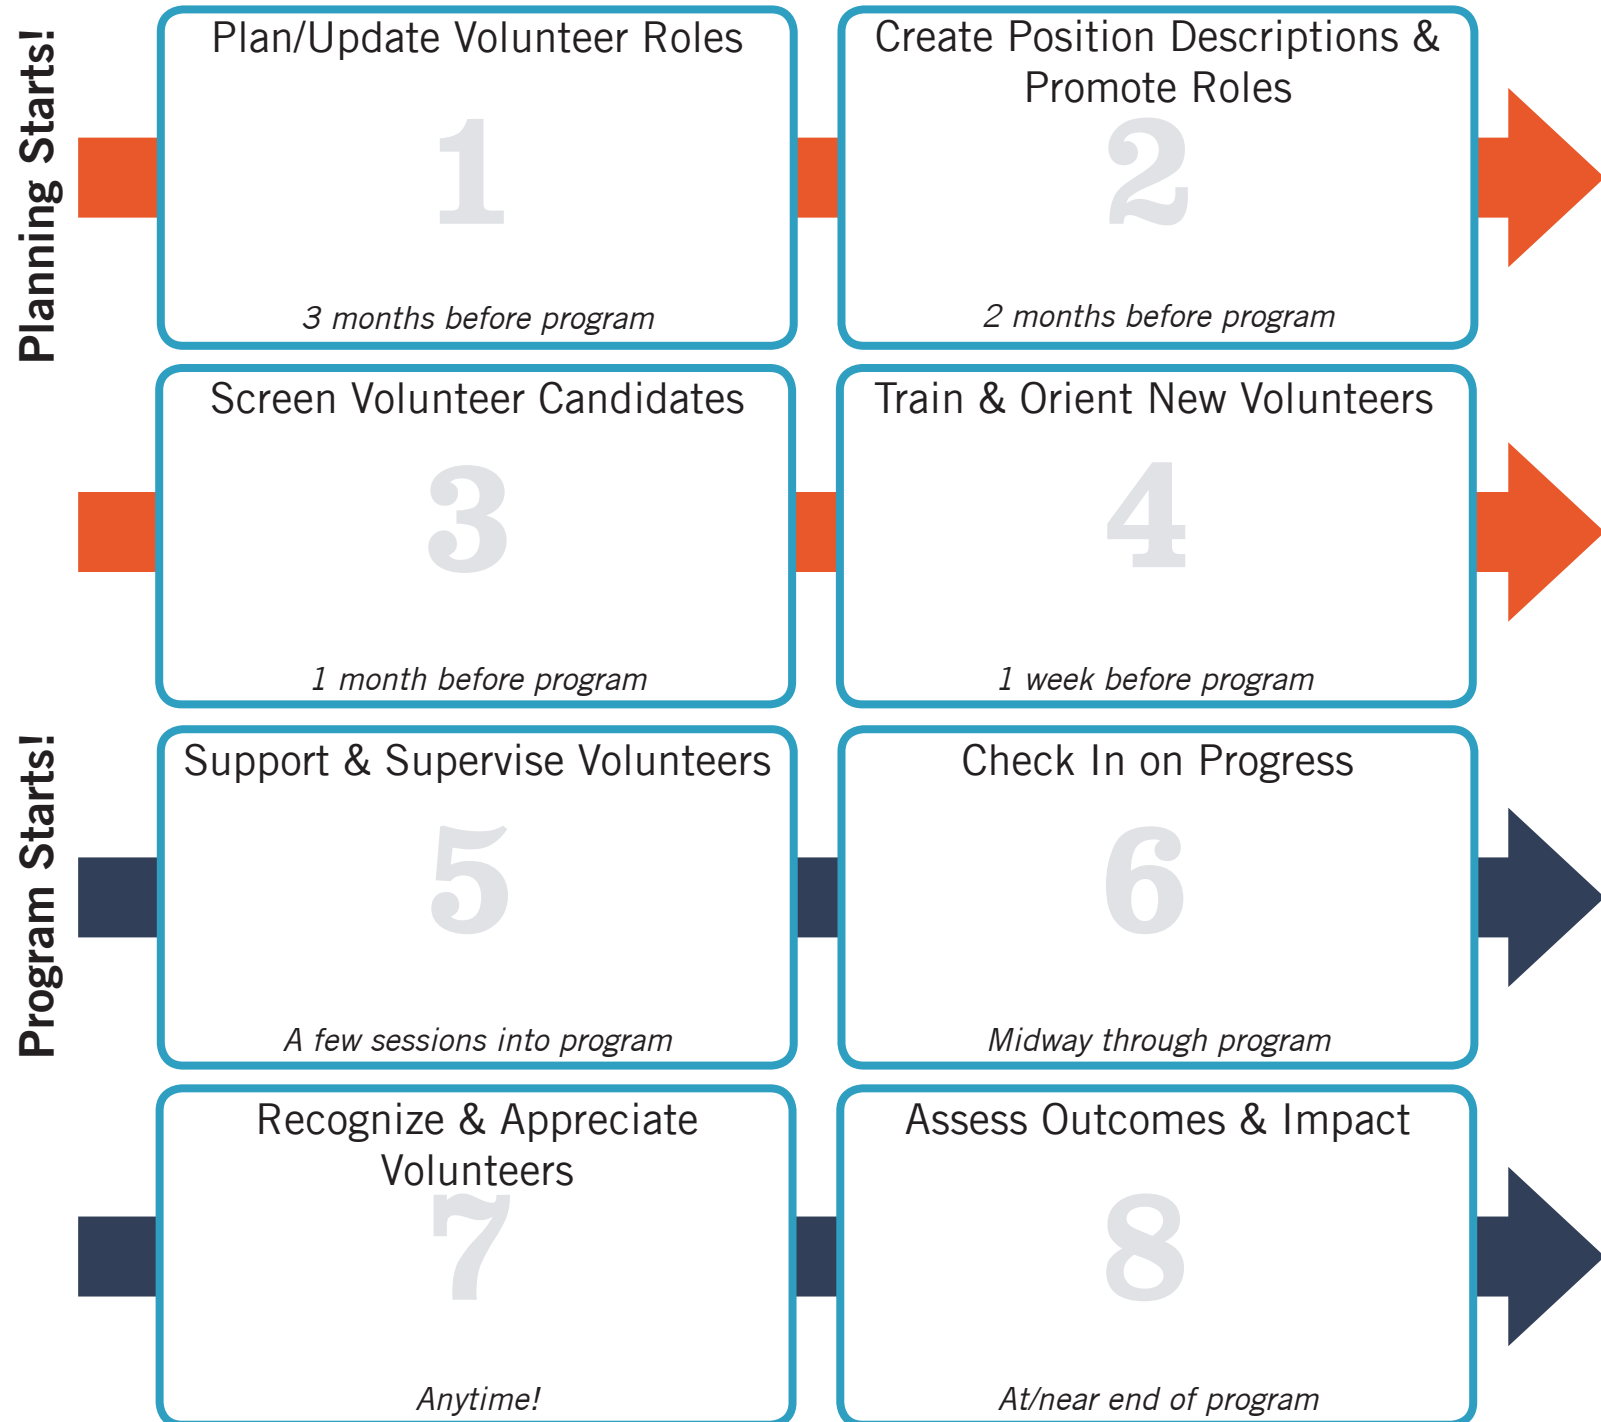 Planning Starts!
Plan/Update Volunteer Roles
1
3 months before program
Create Position Descriptions &
Promote Roles
2
2 months before program
Screen Volunteer Candidates
3
1 month before program
Train & Orient New Volunteers
4
1 week before program
Program Starts!
Support & Supervise Volunteers
5
A few sessions into program
Check In on Progress
6
Midway through program
Recognize & Appreciate
Volunteers
7
Anytime!
Assess Outcomes & Impact
8
At/near end of program